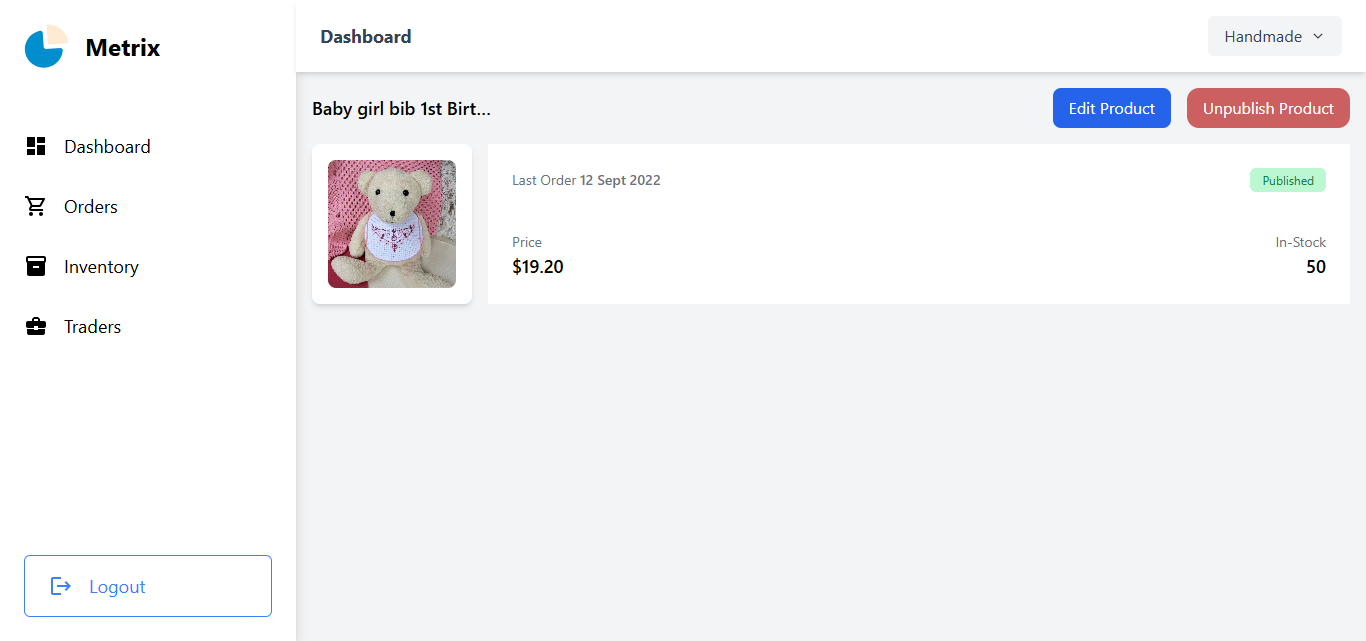 Metrix
Dashboard
Orders
Inventory
Traders
Logout
Dashboard
Handmade
Baby girl bib 1st Birt...
Edit Product
Unpublish Product
Last Order 12 Sept 2022
Published
Price
In-Stock
$19.20
50